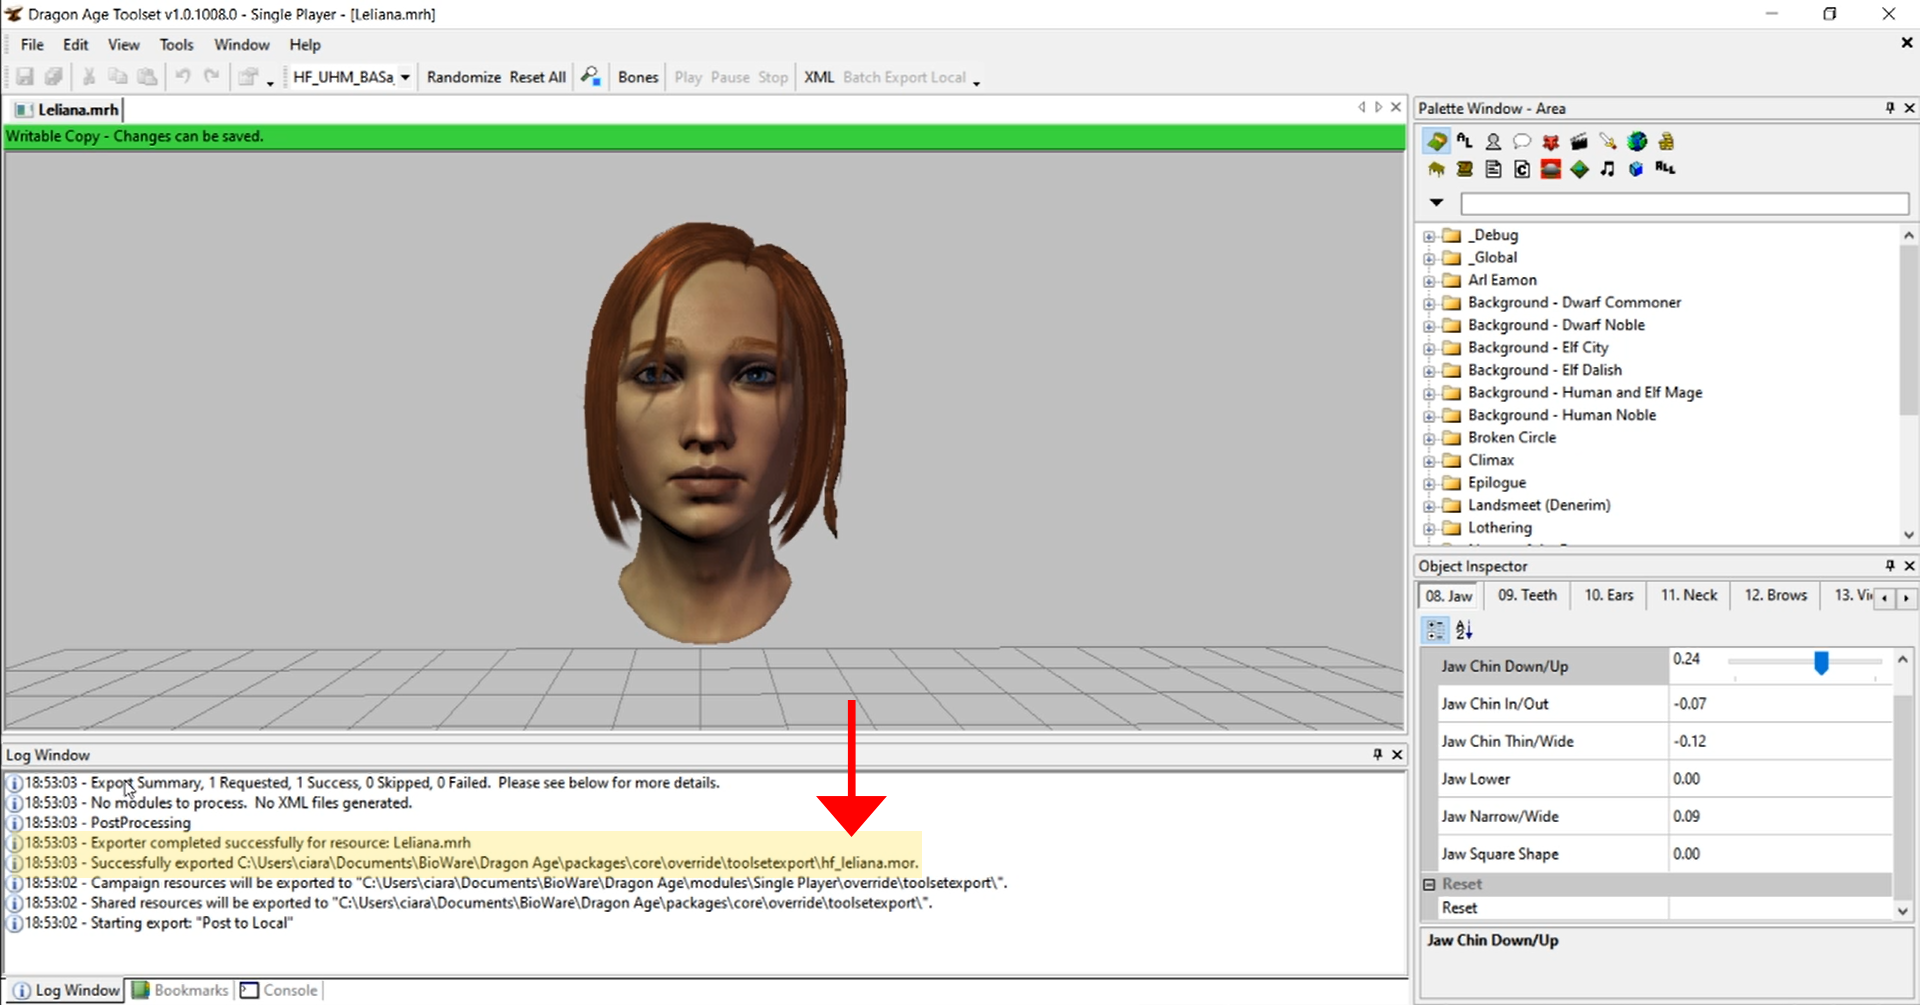 Dragon Age Toolset v1.0.1008.0 - Single Player - [Leliana.mrh]
File Edit View Tools Window Help
HF_UHM_BASa Randomize Reset All Bones Play Pause Stop XML Batch Export Local
Leliana.mrh
Writable Copy - Changes can be saved.
Palette Window - Area
_Debug
_Global
Arl Eamon
Background - Dwarf Commoner
Background - Dwarf Noble
Background - Elf City
Background - Elf Dalish
Background - Human and Elf Mage
Background - Human Noble
Broken Circle
Climax
Epilogue
Landsmeet (Denerim)
Lothering
Object Inspector
08. Jaw 09. Teeth 10. Ears 11. Neck 12. Brows 13. Vi
Jaw Chin Down/Up 0.24
Jaw Chin In/Out -0.07
Jaw Chin Thin/Wide -0.12
Jaw Lower 0.00
Jaw Narrow/Wide 0.09
Jaw Square Shape 0.00
Reset
Reset
Jaw Chin Down/Up
Log Window
18:53:03 - Export Summary, 1 Requested, 1 Success, 0 Skipped, 0 Failed. Please see below for more details.
18:53:03 - No modules to process. No XML files generated.
18:53:03 - PostProcessing
18:53:03 - Exporter completed successfully for resource: Leliana.mrh
18:53:03 - Successfully exported C:\Users\ciara\Documents\BioWare\Dragon Age\packages\core\override\toolsetexport\hf_leliana.mor.
18:53:02 - Campaign resources will be exported to "C:\Users\ciara\Documents\BioWare\Dragon Age\modules\Single Player\override\toolsetexport\".
18:53:02 - Shared resources will be exported to "C:\Users\ciara\Documents\BioWare\Dragon Age\packages\core\override\toolsetexport\".
18:53:02 - Starting export: "Post to Local"
Log Window Bookmarks Console